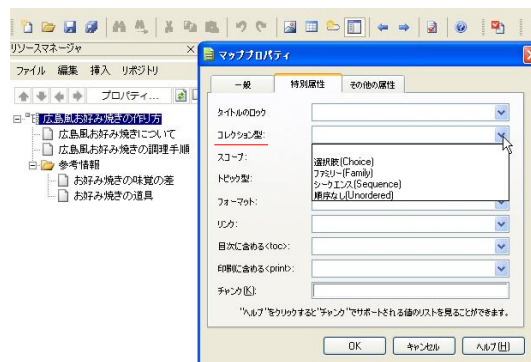 リソースマネージャ
ファイル 編集 挿入 リポジトリ
プロパティ...
広島風お好み焼きの作り方
広島風お好み焼きについて
広島風お好み焼きの調理手順
参考情報
お好み焼きの味覚の差
お好み焼きの道具
マッププロパティ
一般 特別属性 その他の属性
タイトルのロック
コレクション型:
スコープ:
選択肢(Choice)
ファミリー(Family)
シークエンス(Sequence)
順序なし(Unordered)
トピック型:
フォーマット:
リンク:
目次に含める<toc>:
印刷に含める<print>:
チャンク(K):
"ヘルプ"をクリックすると"チャンク"でサポートされる値のリストを見ることができます。
OK キャンセル ヘルプ(H)